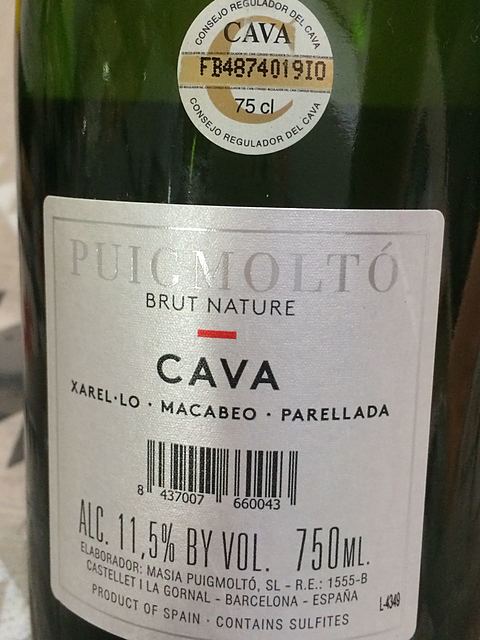 CONSEJO REGULADOR DEL CAVA
CAVA
FB4874019IO
75 cl
CONSEJO REGULADOR DEL CAVA
PUIGMOLTÓ
BRUT NATURE
CAVA
XAREL·LO · MACABEO · PARELLADA
8 437007 660043
ALC. 11,5% BY VOL. 750ML.
ELABORADOR: MASIA PUIGMOLTÓ, SL - R.E.: 1555-B
CASTELLET I LA GORNAL - BARCELONA - ESPAÑA
PRODUCT OF SPAIN · CONTAINS SULFITES
L-4349